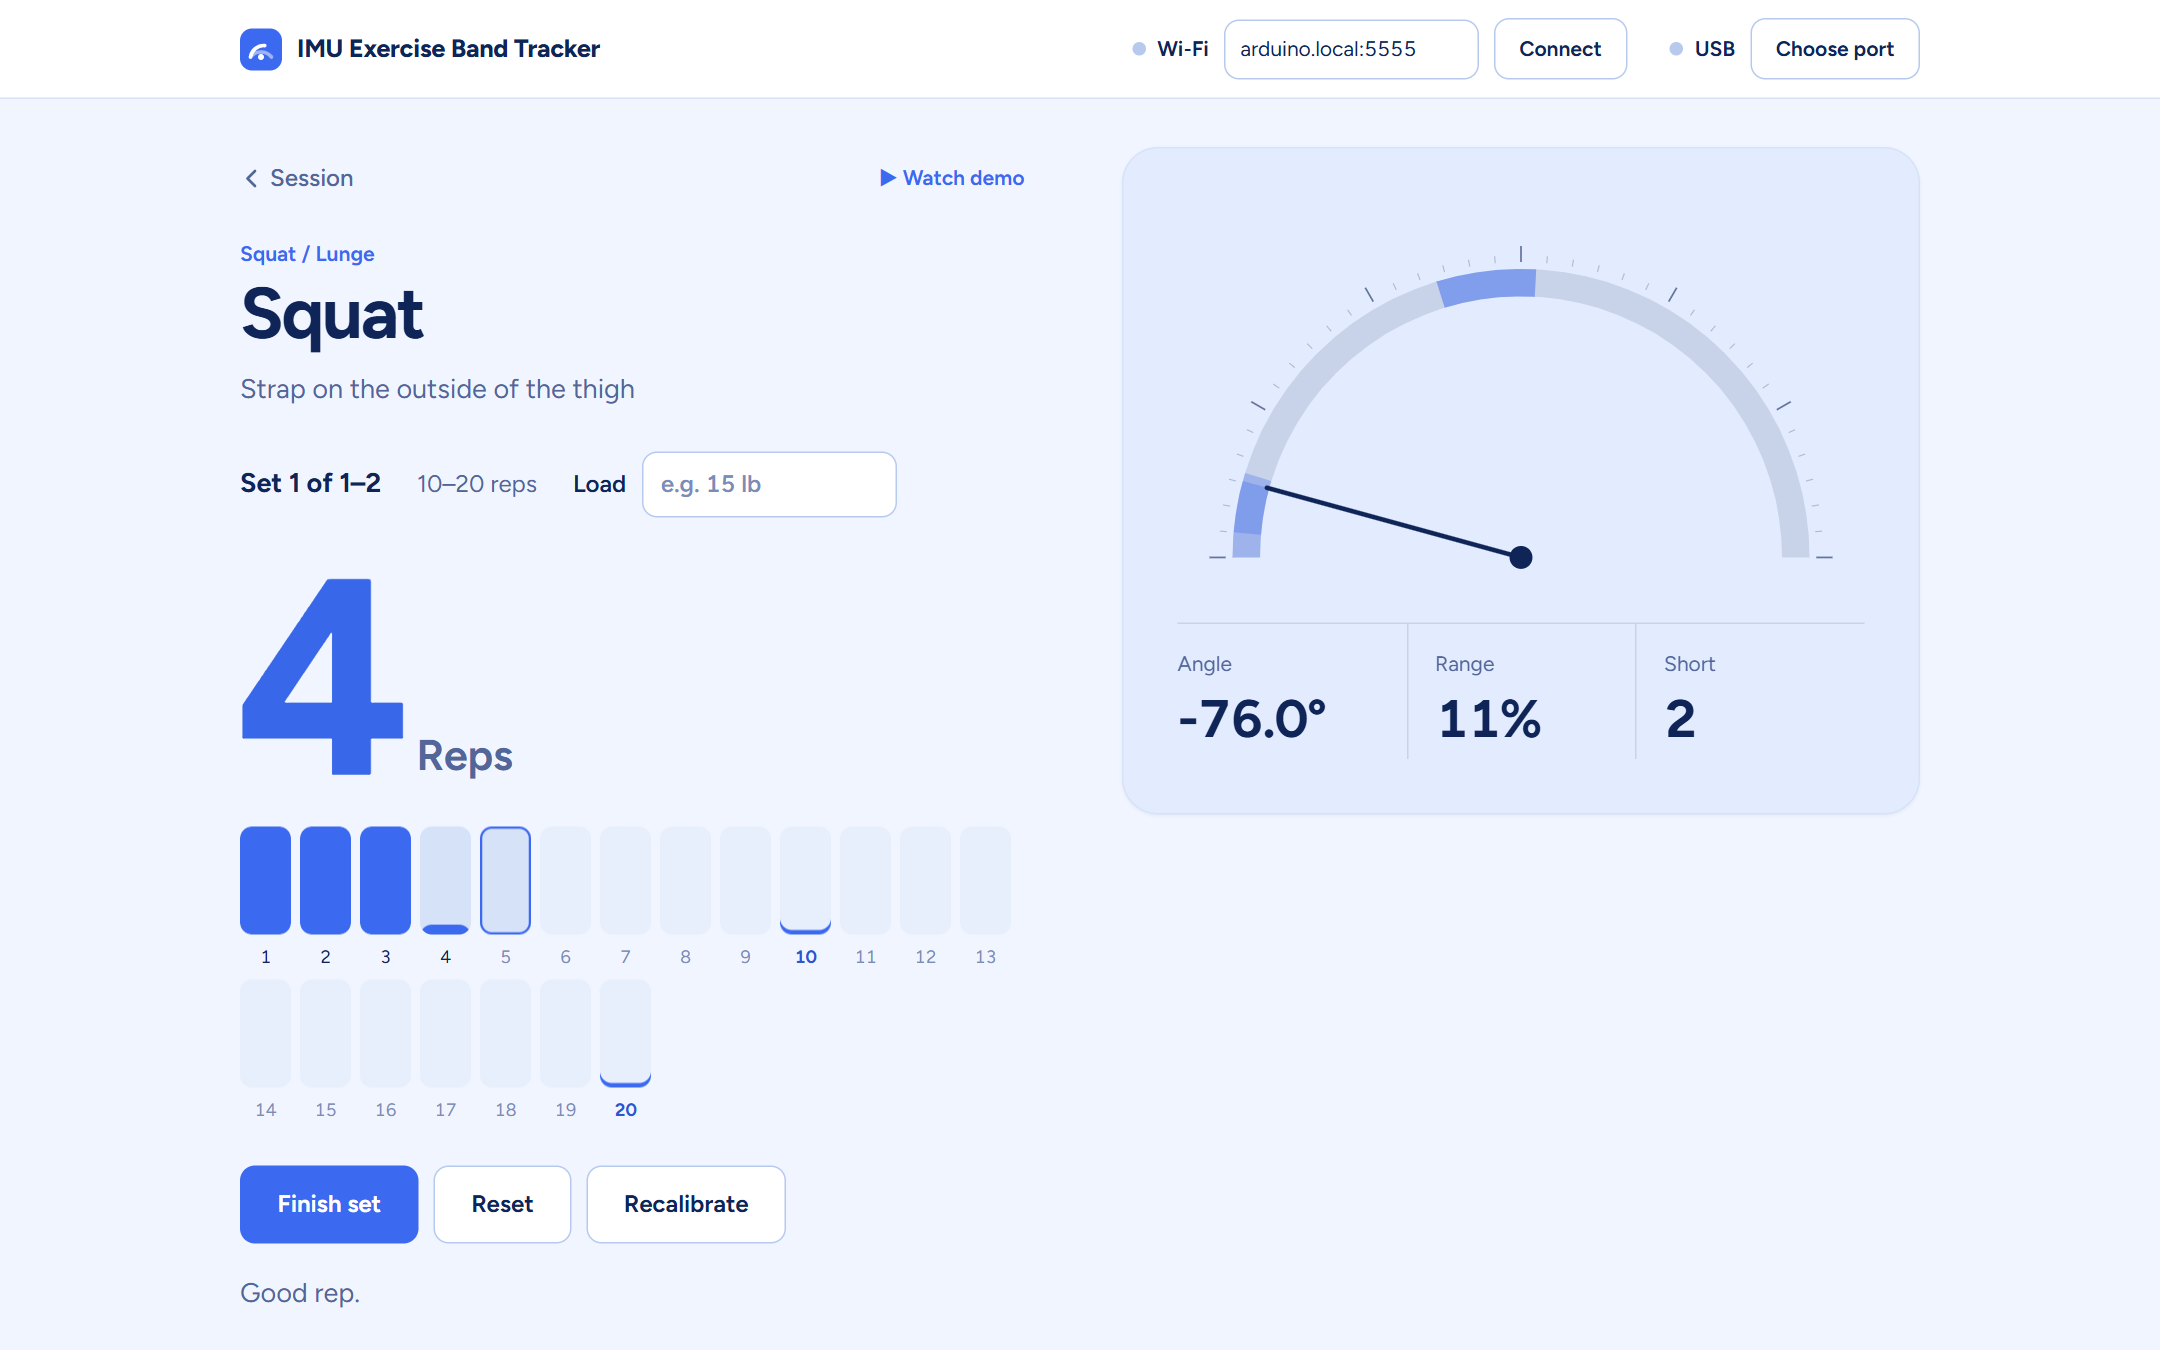 IMU Exercise Band Tracker
Wi-Fi
arduino.local:5555
Connect
USB
Choose port
Session
▶ Watch demo
Squat / Lunge
Squat
Strap on the outside of the thigh
Set 1 of 1–2
10–20 reps
Load
e.g. 15 lb
4 Reps
1 2 3 4 5 6 7 8 9 10 11 12 13
14 15 16 17 18 19 20
Finish set
Reset
Recalibrate
Good rep.
Angle
-76.0°
Range
11%
Short
2